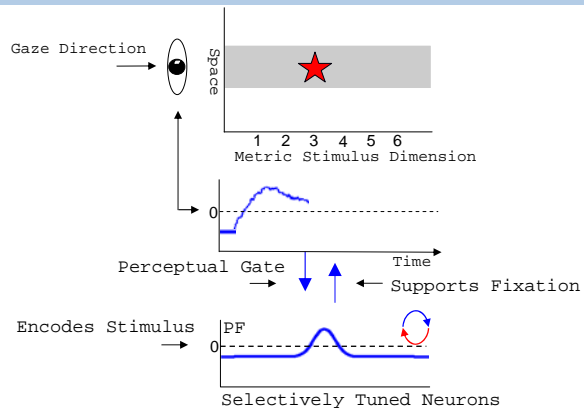 Gaze Direction
Space
1 2 3 4 5 6
Metric Stimulus Dimension
0
Time
Perceptual Gate
Supports Fixation
Encodes Stimulus
PF
0
Selectively Tuned Neurons